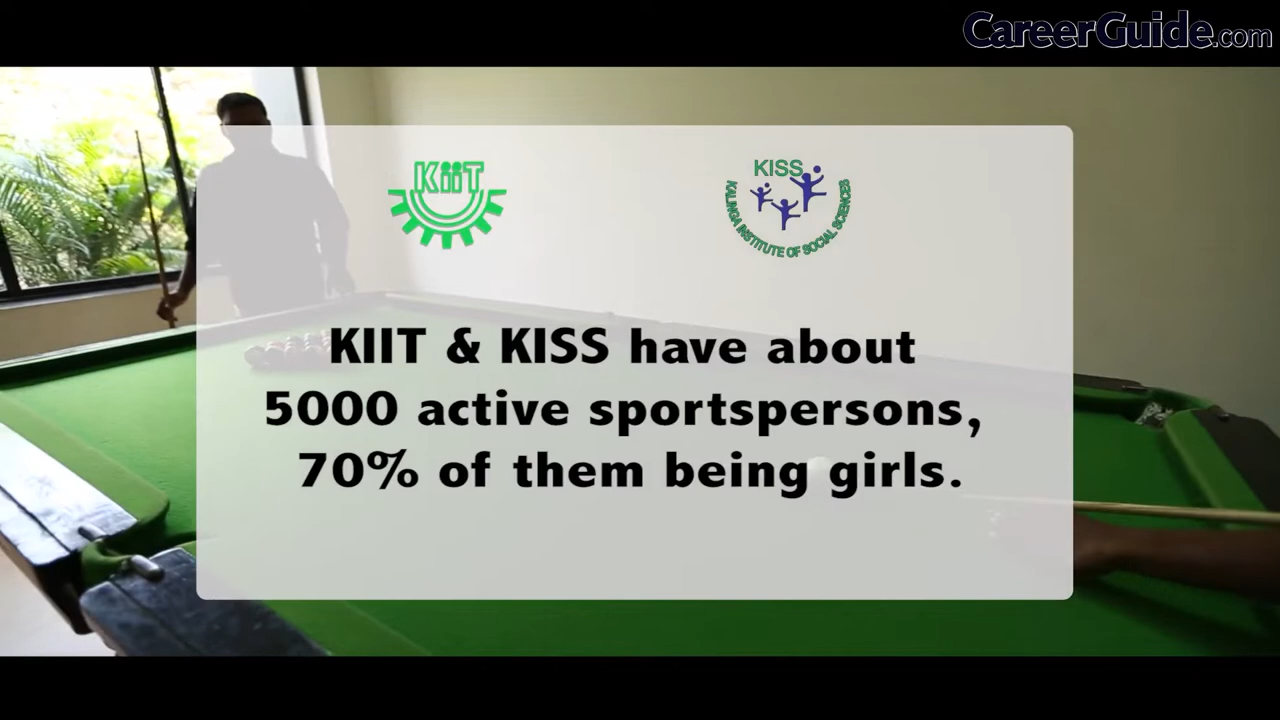 CareerGuide.com
KiiT
KISS
KALINGA INSTITUTE OF SOCIAL SCIENCES
KIIT & KISS have about
5000 active sportspersons,
70% of them being girls.